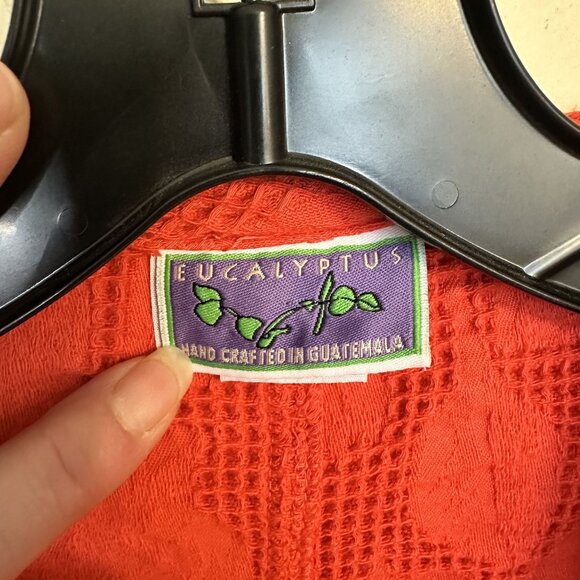 EUCALYPTUS
HAND CRAFTED IN GUATEMALA